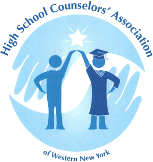 High School Counselors' Association
of Western New York